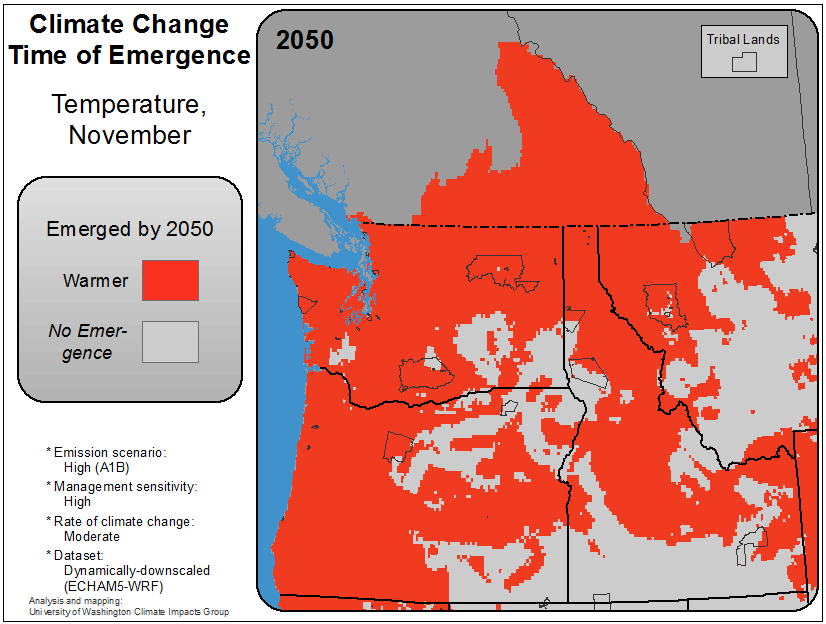 Climate Change
Time of Emergence
Temperature,
November
Emerged by 2050
Warmer
No Emer-
gence
* Emission scenario:
High (A1B)
* Management sensitivity:
High
* Rate of climate change:
Moderate
* Dataset:
Dynamically-downscaled
(ECHAM5-WRF)
Analysis and mapping:
University of Washington Climate Impacts Group
2050
Tribal Lands